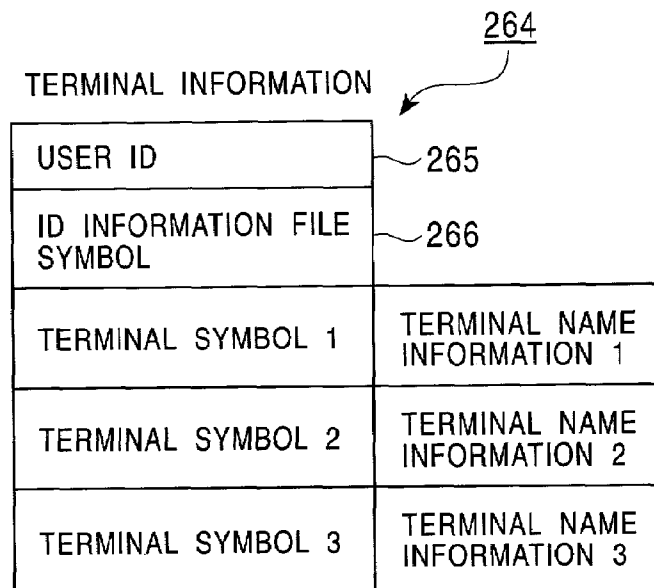 264
TERMINAL INFORMATION
USER ID
265
ID INFORMATION FILE
SYMBOL
266
TERMINAL SYMBOL 1
TERMINAL NAME
INFORMATION 1
TERMINAL SYMBOL 2
TERMINAL NAME
INFORMATION 2
TERMINAL SYMBOL 3
TERMINAL NAME
INFORMATION 3